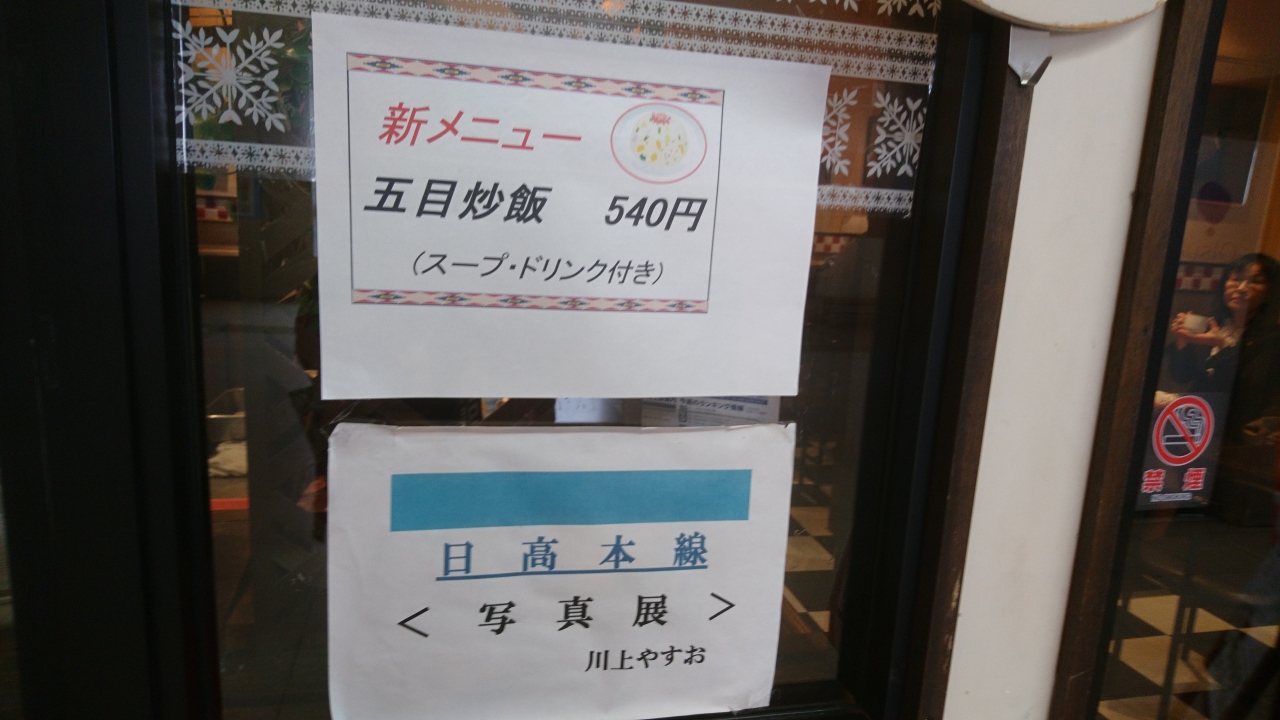 新メニュー
五目炒飯 540円
(スープ・ドリンク付き)
日高本線
< 写真展 >
川上やすお
禁煙